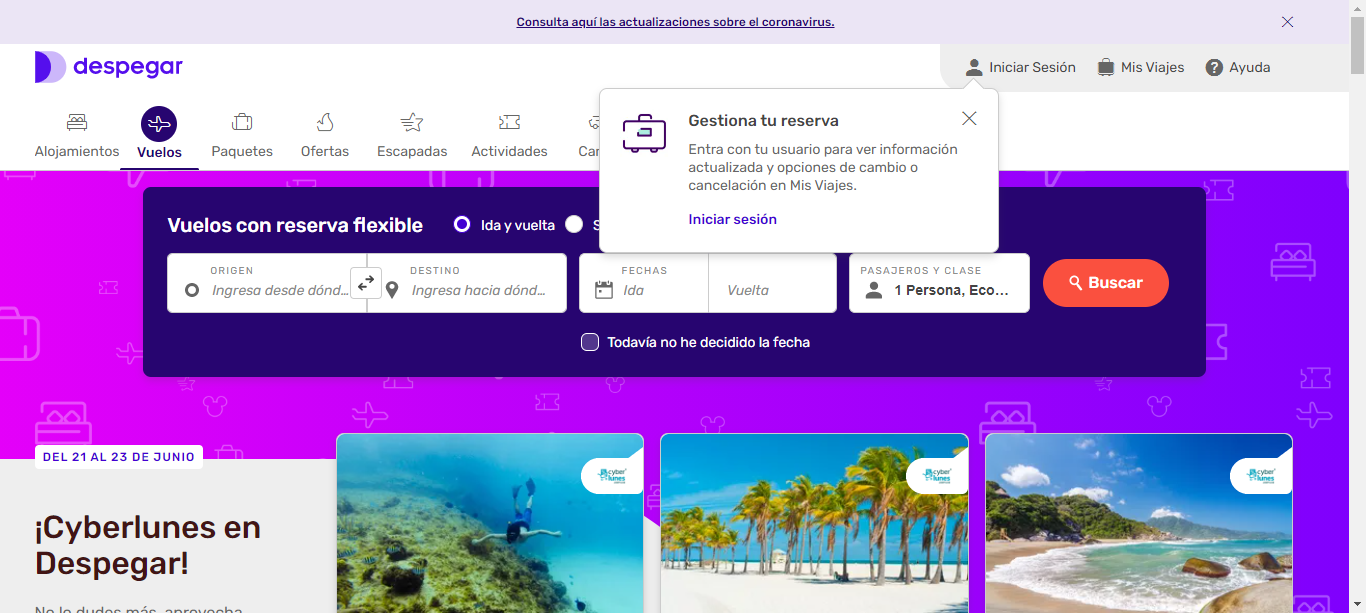 Consulta aquí las actualizaciones sobre el coronavirus.
despegar
Iniciar Sesión
Mis Viajes
Ayuda
Alojamientos
Vuelos
Paquetes
Ofertas
Escapadas
Actividades
Gestiona tu reserva
Entra con tu usuario para ver información
actualizada y opciones de cambio o
cancelación en Mis Viajes.
Iniciar sesión
Vuelos con reserva flexible
Ida y vuelta
ORIGEN
Ingresa desde dónd...
DESTINO
Ingresa hacia dónd...
FECHAS
Ida
Vuelta
PASAJEROS Y CLASE
1 Persona, Eco...
Buscar
Todavía no he decidido la fecha
DEL 21 AL 23 DE JUNIO
cyber
lunes
cyber
lunes
cyber
lunes
¡Cyberlunes en
Despegar!
No lo dudes más, aprovecha